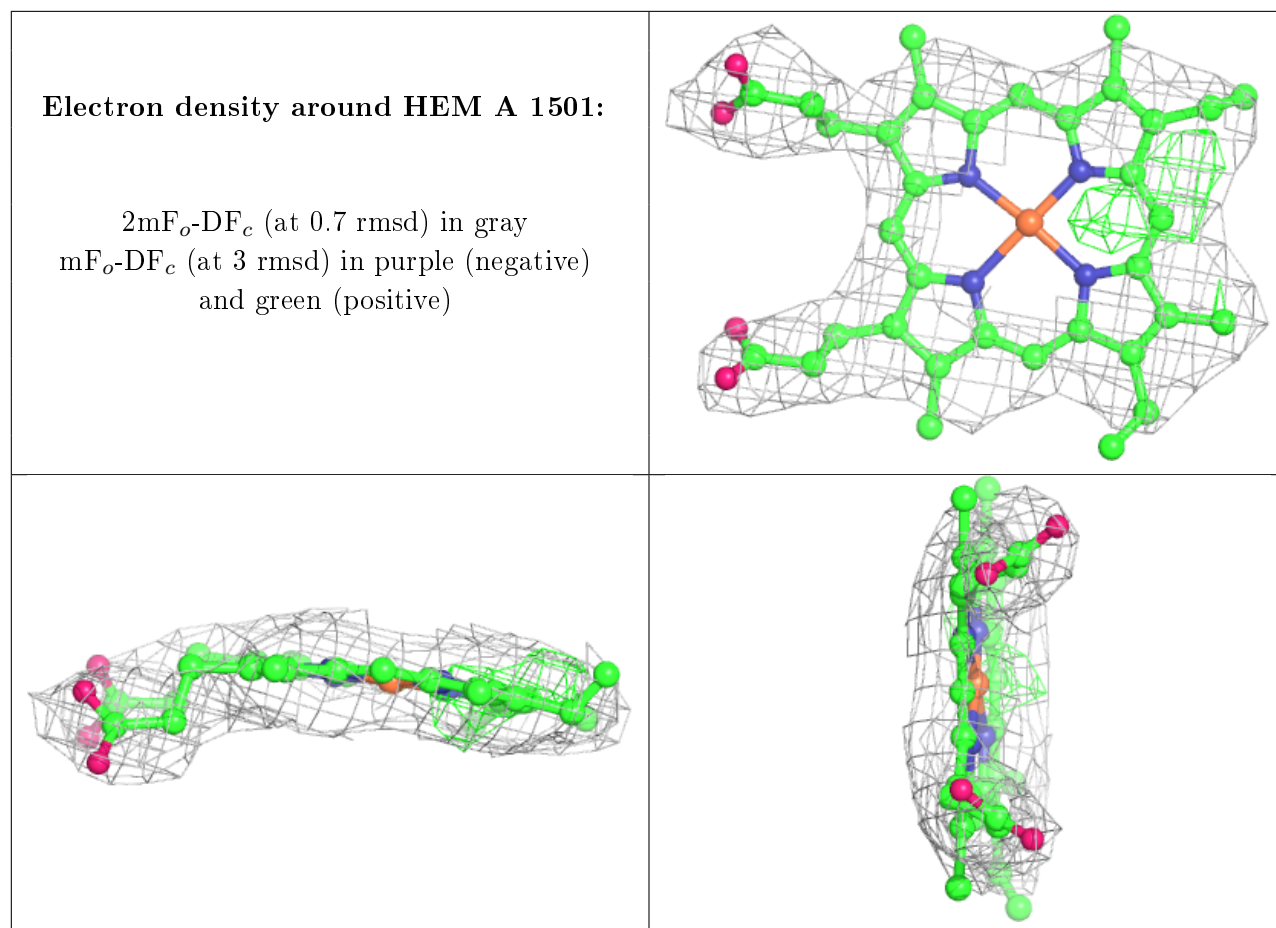 Electron density around HEM A 1501:
2mFₒ-DF𝒸 (at 0.7 rmsd) in gray
mFₒ-DF𝒸 (at 3 rmsd) in purple (negative)
and green (positive)